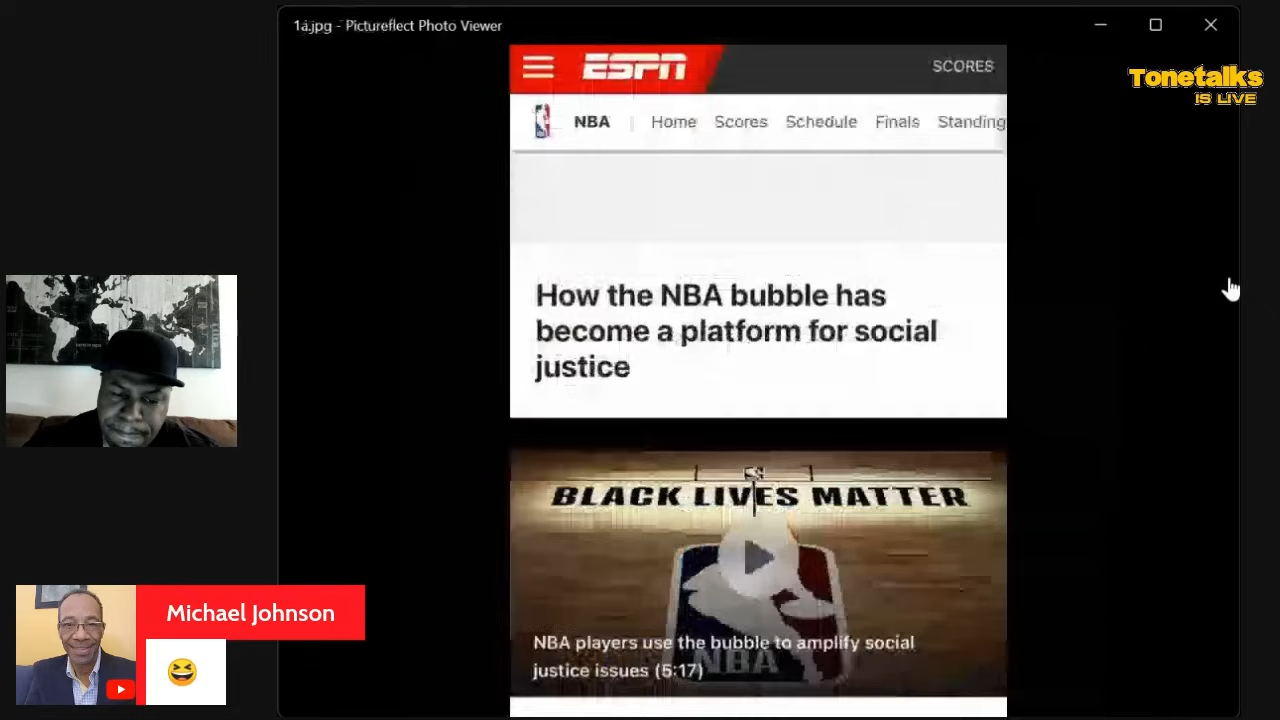 1a.jpg - Pictureflect Photo Viewer
ESPN
SCORES
Tonetalks
IS LIVE
NBA | Home Scores Schedule Finals Standing
How the NBA bubble has
become a platform for social
justice
BLACK LIVES MATTER
NBA players use the bubble to amplify social
justice issues (5:17)
NBA
Michael Johnson